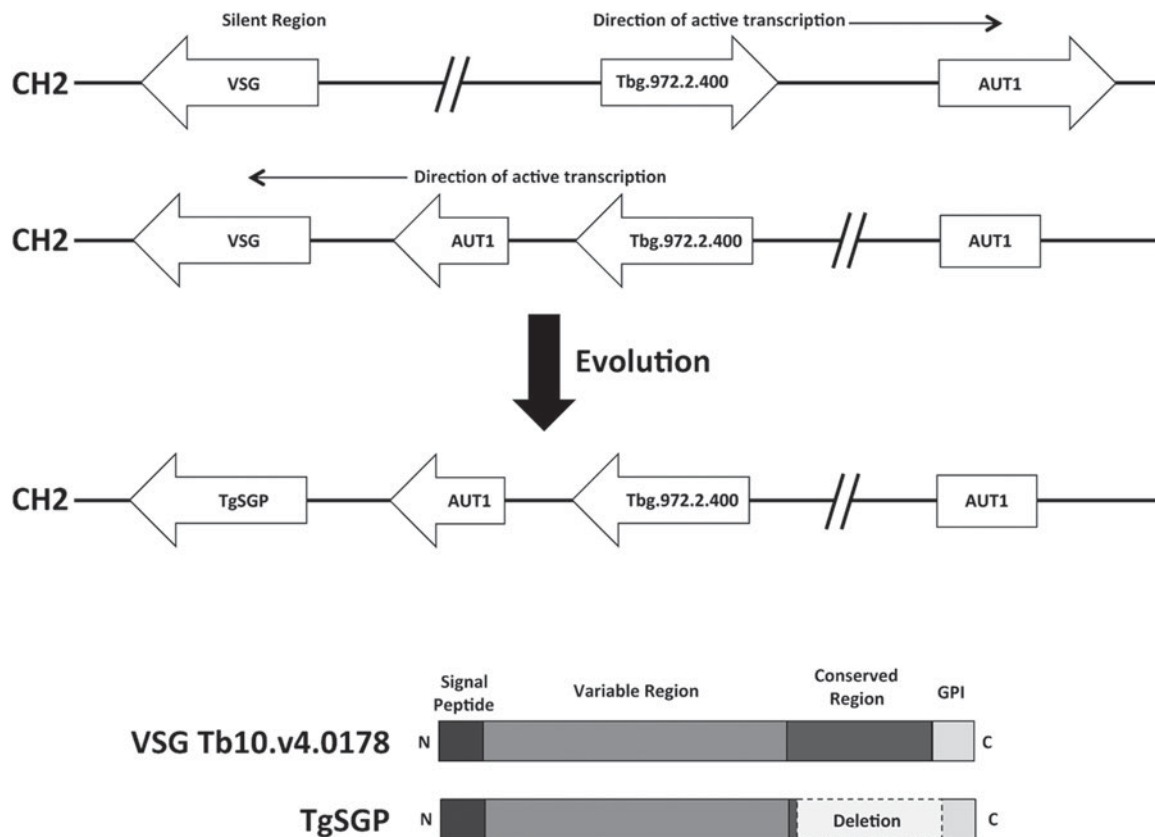 Silent Region
Direction of active transcription
CH2 VSG Tbg.972.2.400 AUT1
Direction of active transcription
CH2 VSG AUT1 Tbg.972.2.400 AUT1
Evolution
CH2 TgSGP AUT1 Tbg.972.2.400 AUT1
Signal
Peptide
Variable Region
Conserved
Region
GPI
VSG Tb10.v4.0178 N C
TgSGP N Deletion C